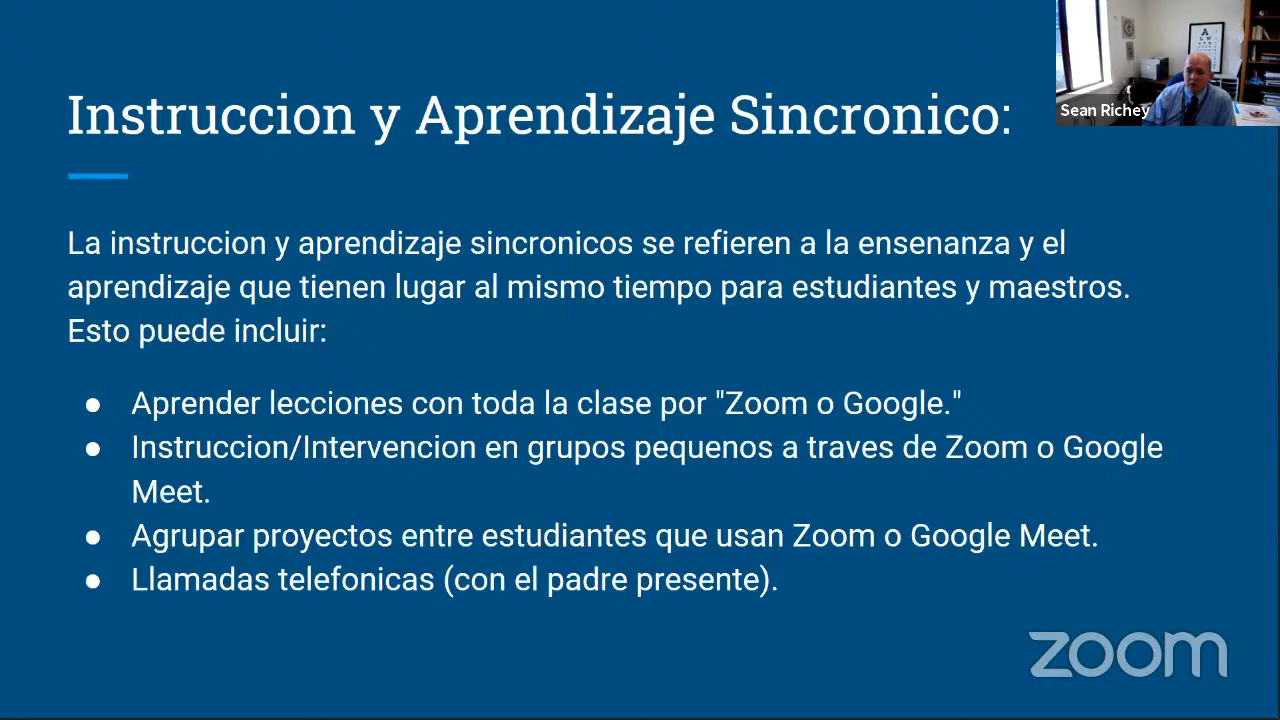 Instruccion y Aprendizaje Sincronico:
Sean Richey
La instruccion y aprendizaje sincronicos se refieren a la ensenanza y el
aprendizaje que tienen lugar al mismo tiempo para estudiantes y maestros.
Esto puede incluir:
● Aprender lecciones con toda la clase por "Zoom o Google."
● Instruccion/Intervencion en grupos pequenos a traves de Zoom o Google
Meet.
● Agrupar proyectos entre estudiantes que usan Zoom o Google Meet.
● Llamadas telefonicas (con el padre presente).
zoom